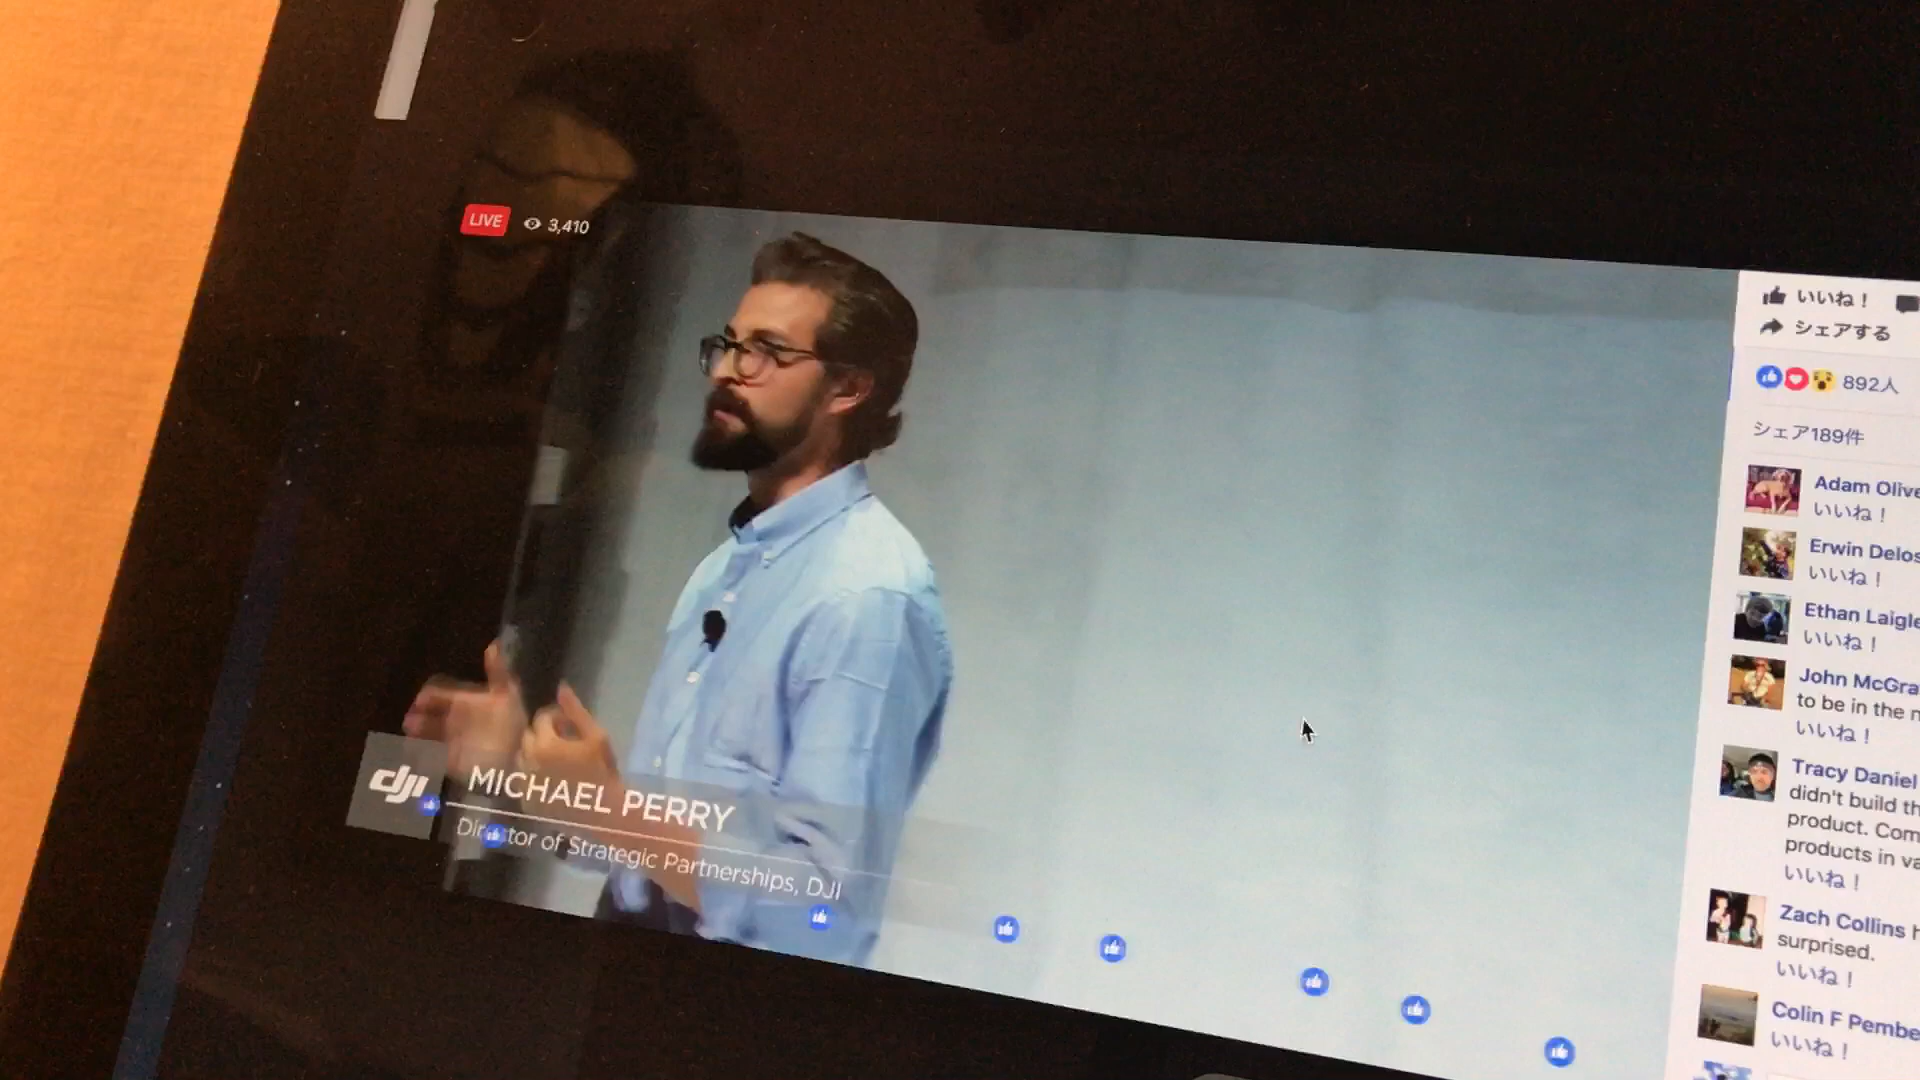 LIVE 3,410
dji
MICHAEL PERRY
Director of Strategic Partnerships, DJI
いいね！
シェアする
892人
シェア189件
Adam Olive
いいね！
Erwin Delos
いいね！
Ethan Laigle
いいね！
John McGra
to be in the
いいね！
Tracy Daniel
didn't build th
product. Com
products in va
いいね！
Zach Collins h
surprised.
いいね！
Colin F Pembe
いいね！